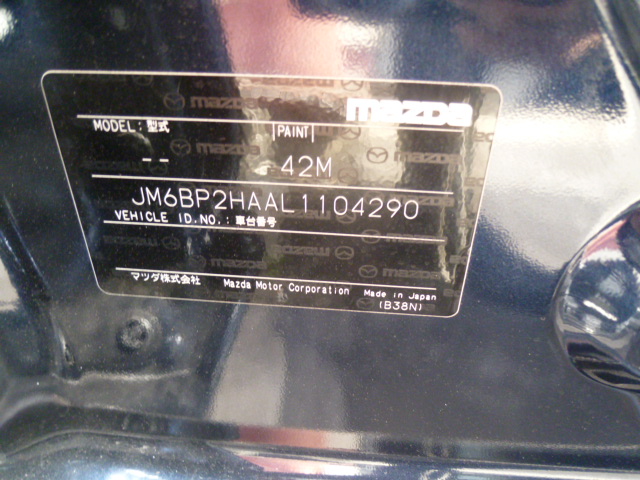 mazda
MODEL: 型式 PAINT
-- 42M
JM6BP2HAAL1104290
VEHICLE ID.NO.: 車台番号
マツダ株式会社 Mazda Motor Corporation Made in Japan
(B38N)